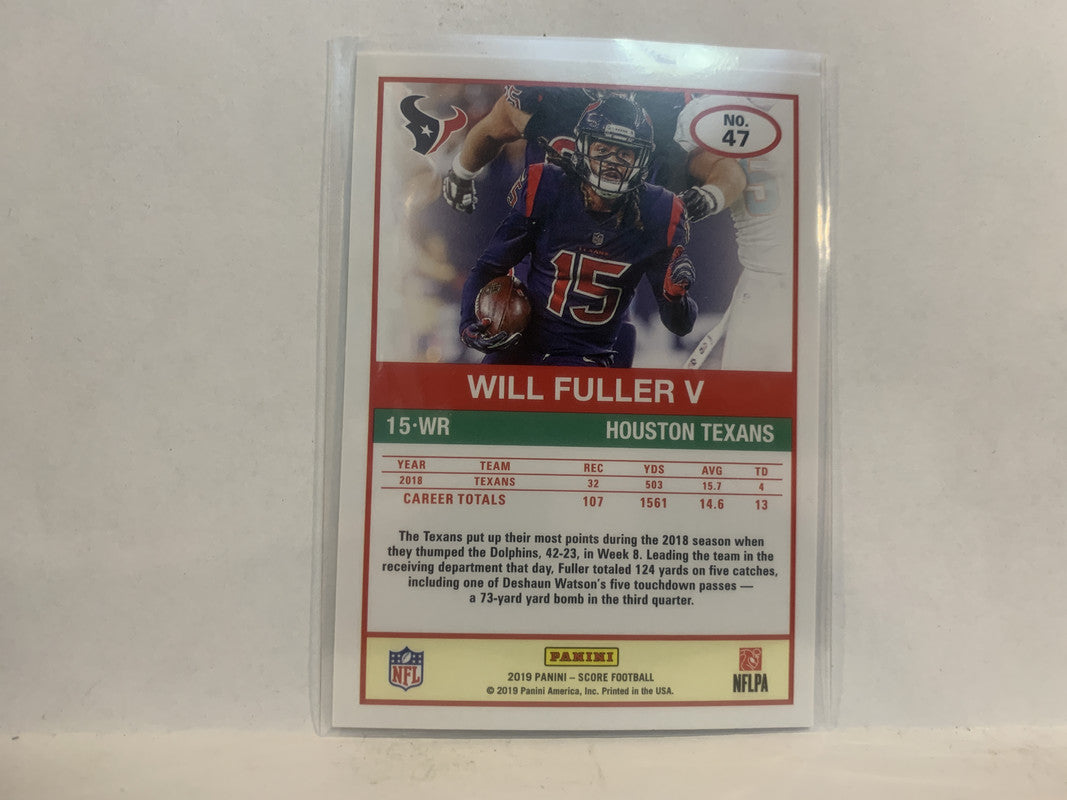 NO.
47
TEXANS
15
WILL FULLER V
15·WR HOUSTON TEXANS
YEAR TEAM REC YDS AVG TD
2018 TEXANS 32 503 15.7 4
CAREER TOTALS 107 1561 14.6 13
The Texans put up their most points during the 2018 season when
they thumped the Dolphins, 42-23, in Week 8. Leading the team in the
receiving department that day, Fuller totaled 124 yards on five catches,
including one of Deshaun Watson's five touchdown passes —
a 73-yard yard bomb in the third quarter.
NFL
PANINI
2019 PANINI – SCORE FOOTBALL
© 2019 Panini America, Inc. Printed in the USA.
NFLPA